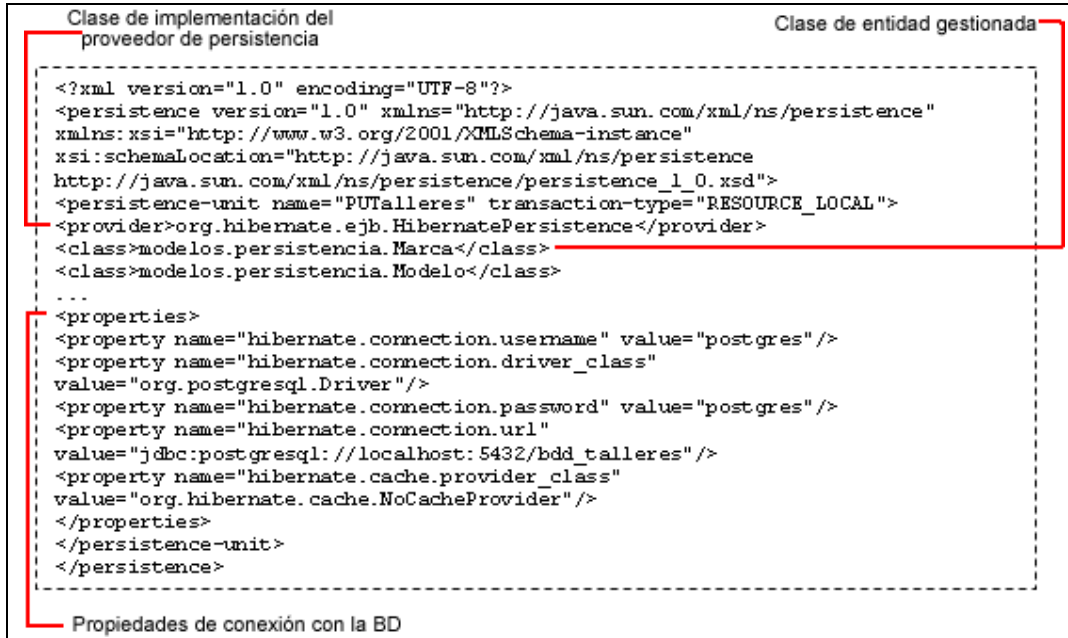 Clase de implementación del
proveedor de persistencia
Clase de entidad gestionada
<?xml version="1.0" encoding="UTF-8"?>
<persistence version="1.0" xmlns="http://java.sun.com/xml/ns/persistence"
xmlns:xsi="http://www.w3.org/2001/XMLSchema-instance"
xsi:schemaLocation="http://java.sun.com/xml/ns/persistence
http://java.sun.com/xml/ns/persistence/persistence_1_0.xsd">
<persistence-unit name="PUTalleres" transaction-type="RESOURCE_LOCAL">
<provider>org.hibernate.ejb.HibernatePersistence</provider>
<class>modelos.persistencia.Marca</class>
<class>modelos.persistencia.Modelo</class>
...
<properties>
<property name="hibernate.connection.username" value="postgres"/>
<property name="hibernate.connection.driver_class"
value="org.postgresql.Driver"/>
<property name="hibernate.connection.password" value="postgres"/>
<property name="hibernate.connection.url"
value="jdbc:postgresql://localhost:5432/bdd_talleres"/>
<property name="hibernate.cache.provider_class"
value="org.hibernate.cache.NoCacheProvider"/>
</properties>
</persistence-unit>
</persistence>
Propiedades de conexión con la BD